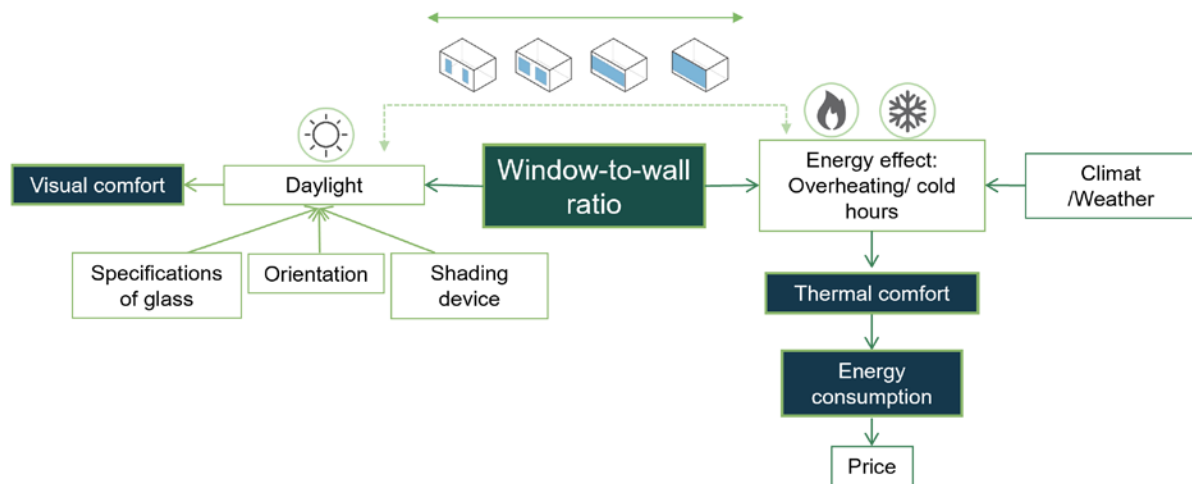 Visual comfort
Daylight
Window-to-wall
ratio
Energy effect:
Overheating/ cold
hours
Climat
/Weather
Specifications
of glass
Orientation
Shading
device
Thermal comfort
Energy
consumption
Price